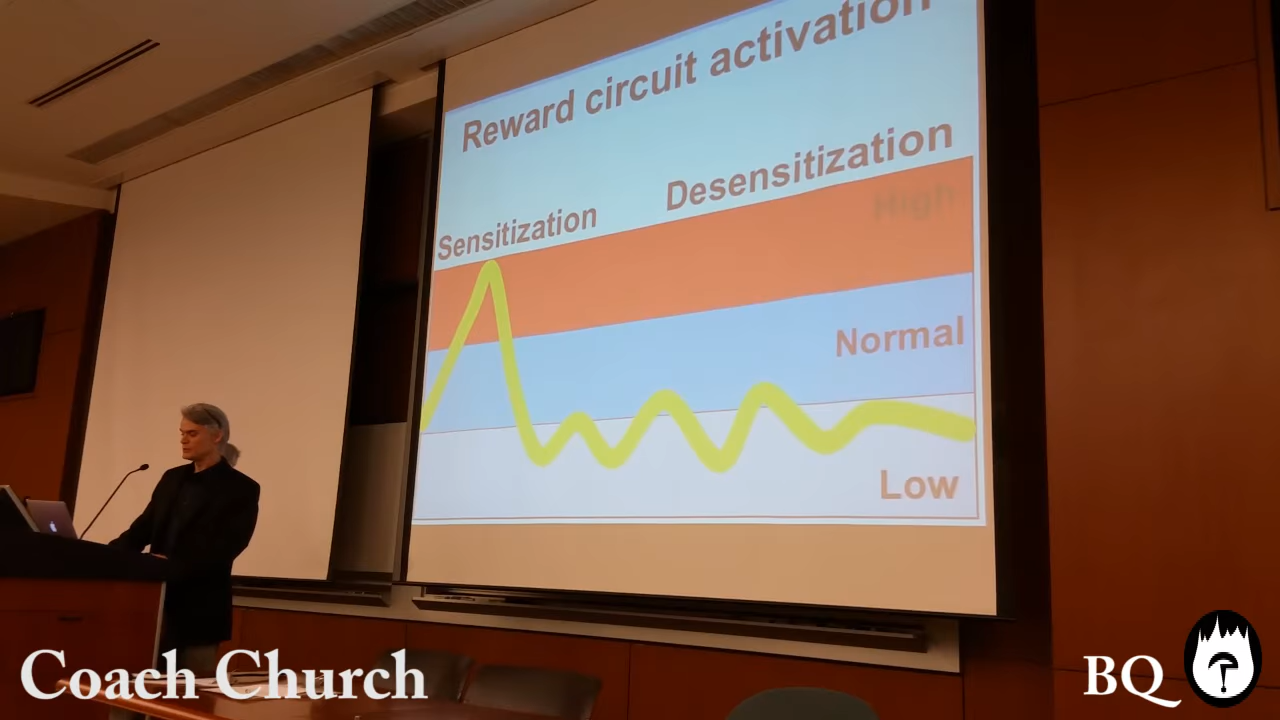 Reward circuit activation
Desensitization
Sensitization
High
Normal
Low
Coach Church
BQ